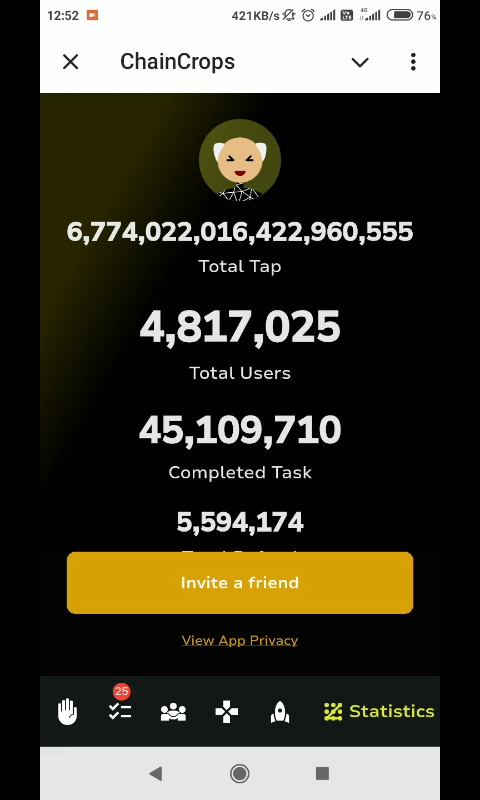 12:52
421KB/s
4G
76%
ChainCrops
6,774,022,016,422,960,555
Total Tap
4,817,025
Total Users
45,109,710
Completed Task
5,594,174
Invite a friend
View App Privacy
25
Statistics